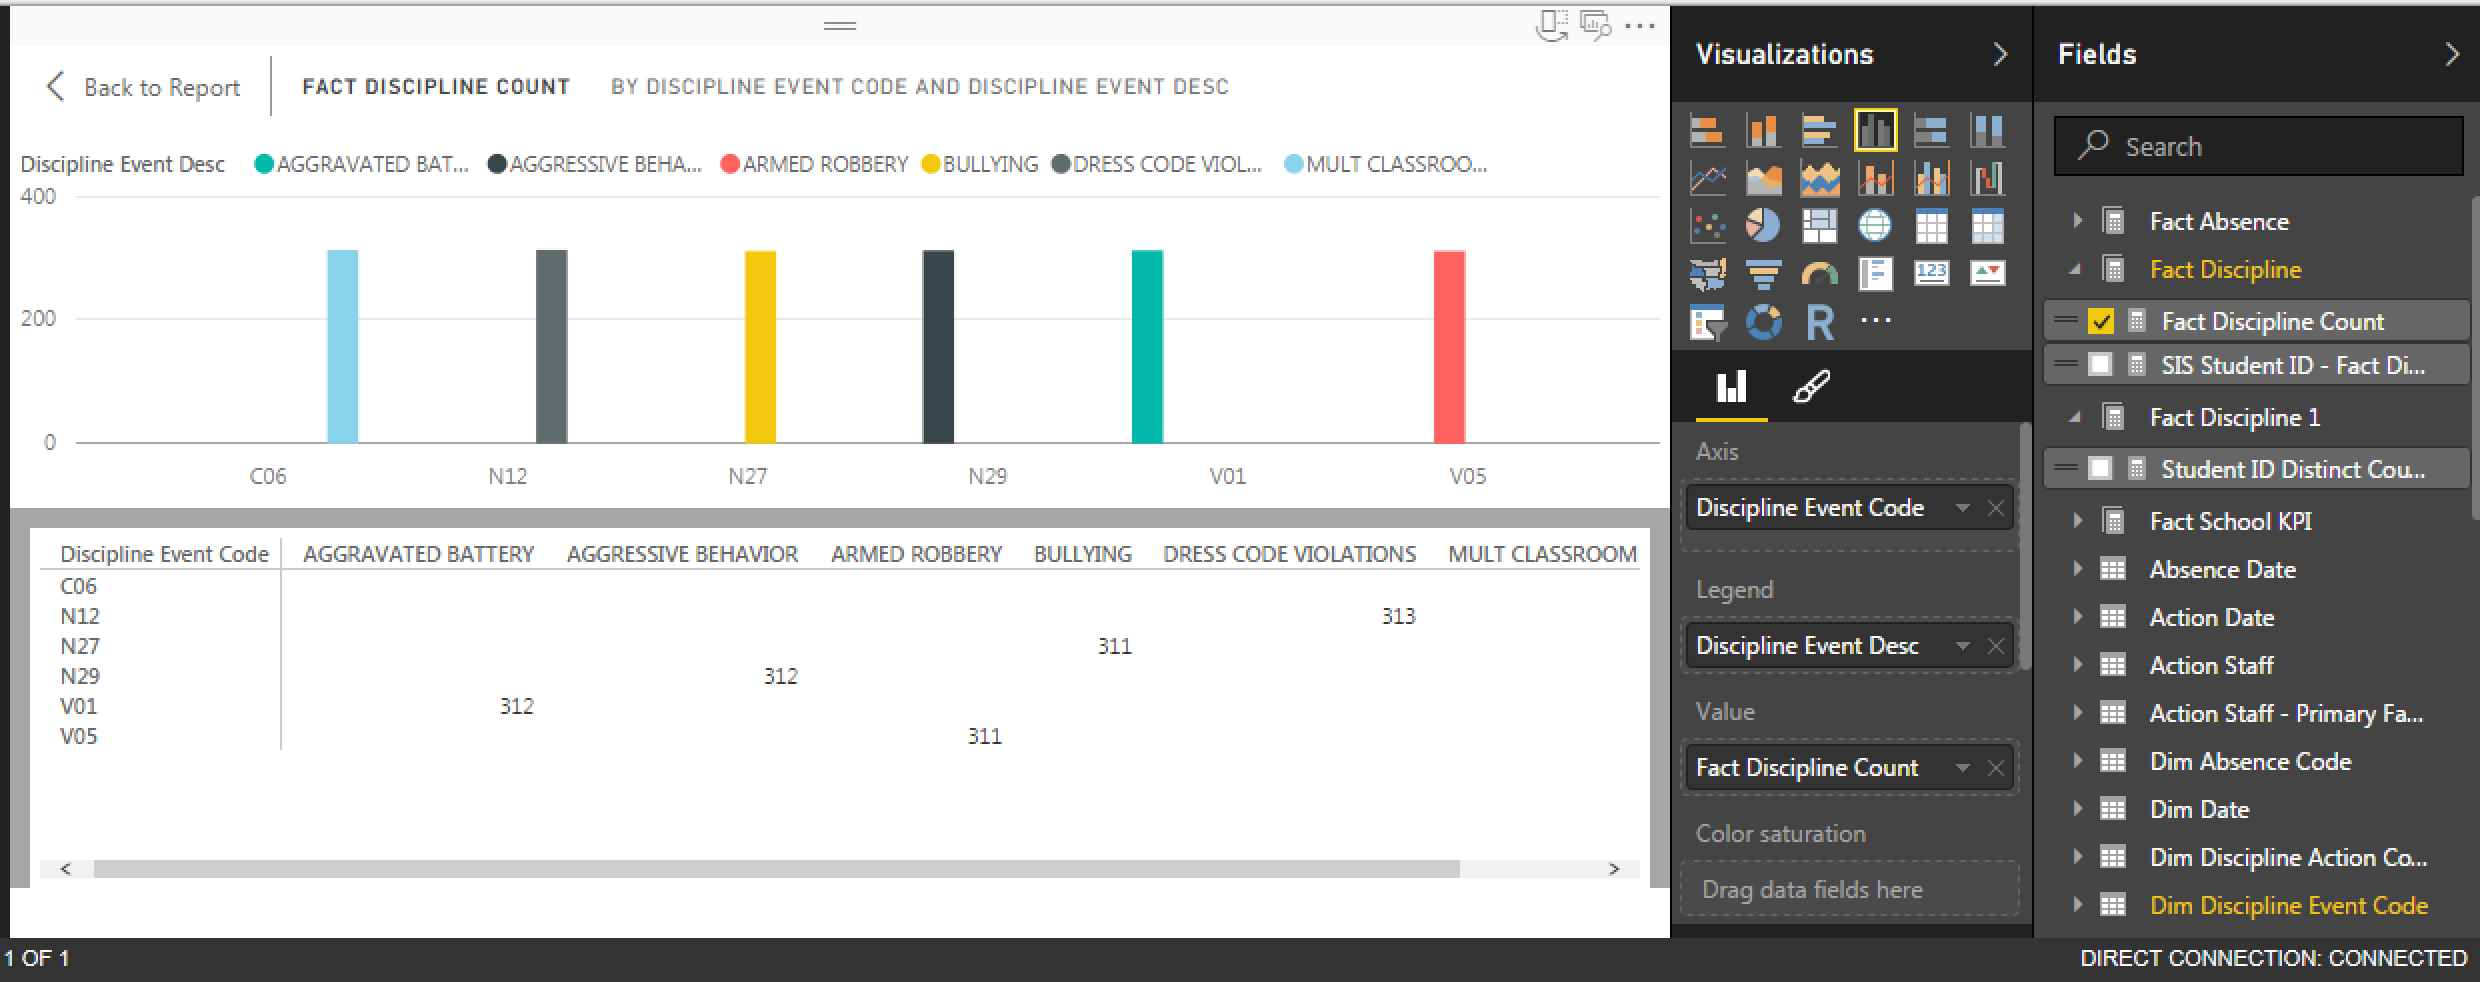 Back to Report
FACT DISCIPLINE COUNT BY DISCIPLINE EVENT CODE AND DISCIPLINE EVENT DESC
Discipline Event Desc AGGRAVATED BAT... AGGRESSIVE BEHA... ARMED ROBBERY BULLYING DRESS CODE VIOL... MULT CLASSROO...
400
200
0
C06 N12 N27 N29 V01 V05
Discipline Event Code AGGRAVATED BATTERY AGGRESSIVE BEHAVIOR ARMED ROBBERY BULLYING DRESS CODE VIOLATIONS MULT CLASSROOM
C06
N12 313
N27 311
N29 312
V01 312
V05 311
Visualizations
123
R
Axis
Discipline Event Code
Legend
Discipline Event Desc
Value
Fact Discipline Count
Color saturation
Drag data fields here
Fields
Search
Fact Absence
Fact Discipline
Fact Discipline Count
SIS Student ID - Fact Di...
Fact Discipline 1
Student ID Distinct Cou...
Fact School KPI
Absence Date
Action Date
Action Staff
Action Staff - Primary Fa...
Dim Absence Code
Dim Date
Dim Discipline Action Co...
Dim Discipline Event Code
1 OF 1
DIRECT CONNECTION: CONNECTED